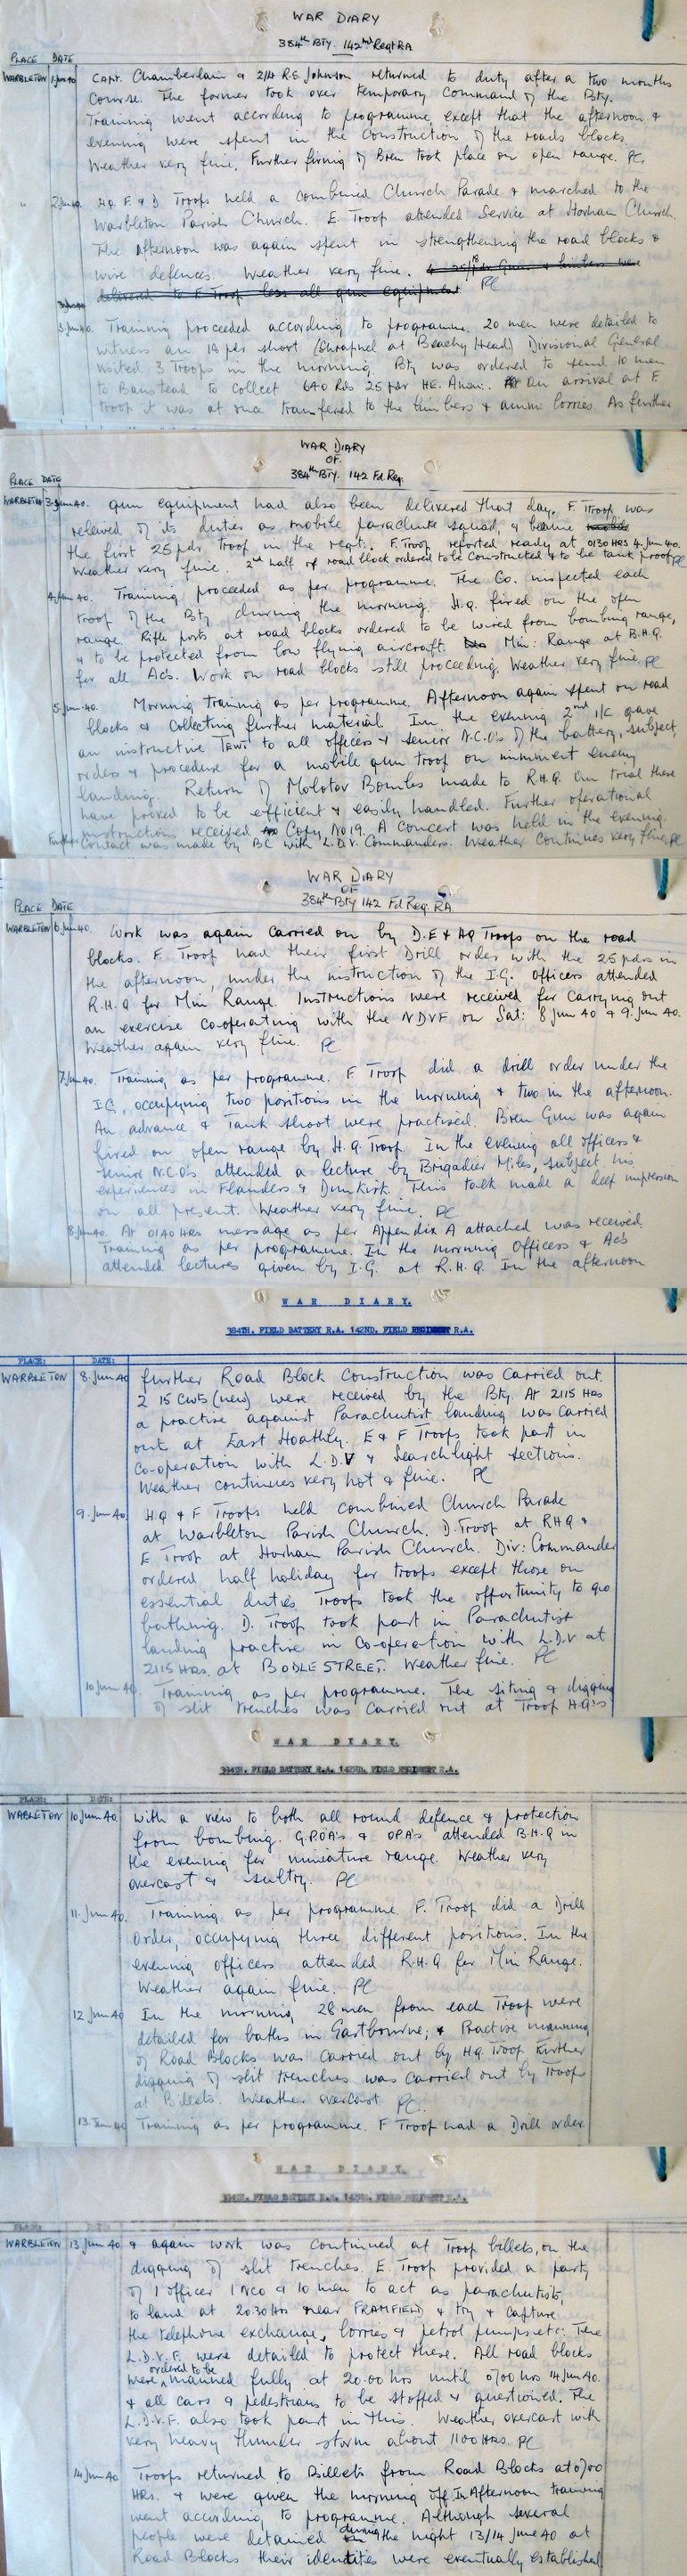 WAR DIARY
384th Bty. 142nd Regt RA
PLACE DATE
WARBLETON 1 Jun 40 Capt. Chamberlain & 2/Lt R.E. Johnson returned to duty after a two months
Course. The former took over temporary Command of the Bty.
Training went according to programme, except that the afternoon &
evening were spent in the Construction of the roads blocks.
Weather very fine. Further firing of Bren took place on open range. PC.
" 2 Jun 40. HQ. F. & D Troops held a combined Church Parade & marched to the
Warbleton Parish Church. E. Troop attended Service at Horham Church.
The afternoon was again spent in strengthening the road blocks &
wire defences. Weather very fine. 4 25/pdr Guns & limbers were
delivered to F Troop less all gun equipment PC
3 Jun 40
3 Jun 40. Training proceeded according to programme. 20 men were detailed to
witness an 18 pdr shoot (Shrapnel at Beachy Head) Divisional General
visited 3 Troops in the morning. Bty was ordered to send 10 men
to Banstead to collect 640 Rds 25 pdr HE. Amm. on arrival at F.
troop it was at once transferred to the limbers & ammn lorries. As further
WAR DIARY
OF.
384th Bty. 142 Fd Reg.
PLACE DATE
WARBLETON 3 Jun 40. gun equipment had also been delivered that day. F. Troop was
relieved of its duties as mobile parachute squad, & became
the first 25 pdr troop in the regt. F. Troop reported ready at 0130 HRS 4. Jun 40.
Weather very fine. 2nd half of road block ordered to be constructed & to be tank proof PC
4 Jun 40. Training proceeded as per programme. The Co. inspected each
troop of the Bty during the morning. H.Q. fired on the open
range. Rifle ports at road blocks ordered to be wired from bombing range,
& to be protected from low flying aircraft. Min: Range at B.H.Q.
for all Acks. Work on road blocks still proceeding. Weather very fine. PC
5 Jun 40. Morning training as per programme. Afternoon again spent on road
blocks & collecting further material. In the evening 2nd i/c gave
an instructive TEWT to all officers & senior N.C.O's of the battery, subject,
orders & procedure for a mobile gun troop on imminent enemy
landing. Return of Molotov Bombs made to R.H.Q. On trial these
have proved to be efficient & easily handled. Further operational
instructions received Copy No 19. A concert was held in the evening.
Further Contact was made by BC with L.D.V. Commanders. Weather continues very fine. PC
WAR DIARY
OF
384th Bty 142 Fd Reg. RA
PLACE DATE
WARBLETON 6 Jun 40. Work was again carried on by D. E & HQ Troops on the road
blocks. F. Troop had their first Drill order with the 25 pdrs in
the afternoon, under the instruction of the I.G. officers attended
R.H.Q for Min Range. Instructions were received for carrying out
an exercise co-operating with the NDVF on Sat: 8 Jun 40 & 9. Jun 40.
Weather again very fine. PC
7 Jun 40. Training as per programme. F. Troop did a drill order under the
I.G., occupying two positions in the morning & two in the afternoon.
An advance & Tank shoot were practised. Bren Gun was again
fired on open range by H.Q. Troop. In the evening all officers &
senior N.C.O's attended a lecture by Brigadier Miles, subject his
experiences in Flanders & Dunkirk. This talk made a deep impression
on all present. Weather very fine. PC
8 Jun 40. At 0140 HRS message as per Appendix A attached was received.
Training as per programme. In the morning Officers & Acks
attended lectures given by I.G. at R.H.Q. In the afternoon
WAR DIARY.
384TH. FIELD BATTERY R.A. 142ND. FIELD REGIMENT R.A.
PLACE: DATE:
WARBLETON 8. Jun 40 further Road Block Construction was carried out.
2 15 Cwts (new) were received by the Bty. At 2115 HRS
a practise against Parachutist landing was carried
out at East Hoathly. E & F Troops took part in
Co-operation with L.D.V & Searchlight sections.
Weather continues very hot & fine. PC
9. Jun 40 H.Q & F Troops held combined Church Parade
at Warbleton Parish Church. D. Troop at RHQ &
E Troop at Horham Parish Church. Div: Commander
ordered half holiday for troops except those on
essential duties. Troops took the opportunity to go
bathing. D. Troop took part in Parachutist
landing practise in Co-operation with L.D.V at
2115 HRS. at BODLE STREET. Weather fine. PC
10 Jun 40. Training as per programme. The siting & digging
of slit trenches was carried out at Troop HQ's
WAR DIARY.
384TH. FIELD BATTERY R.A. 142ND. FIELD REGIMENT R.A.
PLACE: DATE:
WABLETON 10 Jun 40. with a view to both all round defence & protection
from bombing. G.P.O.A's & OPA's attended B.H.Q in
the evening for miniature range. Weather very
overcast & sultry. PC
11. Jun 40. Training as per programme. F. Troop did a Drill
Order, occupying three different positions. In the
evening officers attended R.H.Q for Min Range.
Weather again fine. PC
12 Jun 40 In the morning, 28 men from each Troop were
detailed for baths in Eastbourne; & Practise manning
of Road Blocks was carried out by HQ. Troop. Further
digging of slit trenches was carried out by Troops
at Billets. Weather overcast PC.
13. Jun 40 Training as per programme. F Troop had a Drill order.
WAR DIARY.
384TH. FIELD BATTERY R.A. 142ND. FIELD REGIMENT R.A.
PLACE: DATE:
WARBLETON 13 Jun 40 & again work was continued at Troop billets, on the
digging of slit trenches. E. Troop provided a party
of 1 officer 1 NCO & 10 men to act as parachutists,
to land at 2030 Hrs near FRAMFIELD & try & capture
the telephone exchange, lorries & petrol pumps etc. The
L.D.V.F. were detailed to protect these. All road blocks
ordered to be
were manned fully at 20.00 hrs until 0700 hrs 14 Jun 40.
& all cars & pedestrians to be stopped & questioned. The
L.D.V.F. also took part in this. Weather overcast with
very heavy thunder storm about 1100 HRS. PC
14 Jun 40 Troops returned to Billets from Road Blocks at 0700
HRs. & were given the morning off. In Afternoon training
went according to programme. Although several
people were detained during the night 13/14 June 40 at
Road Blocks their identities were eventually established